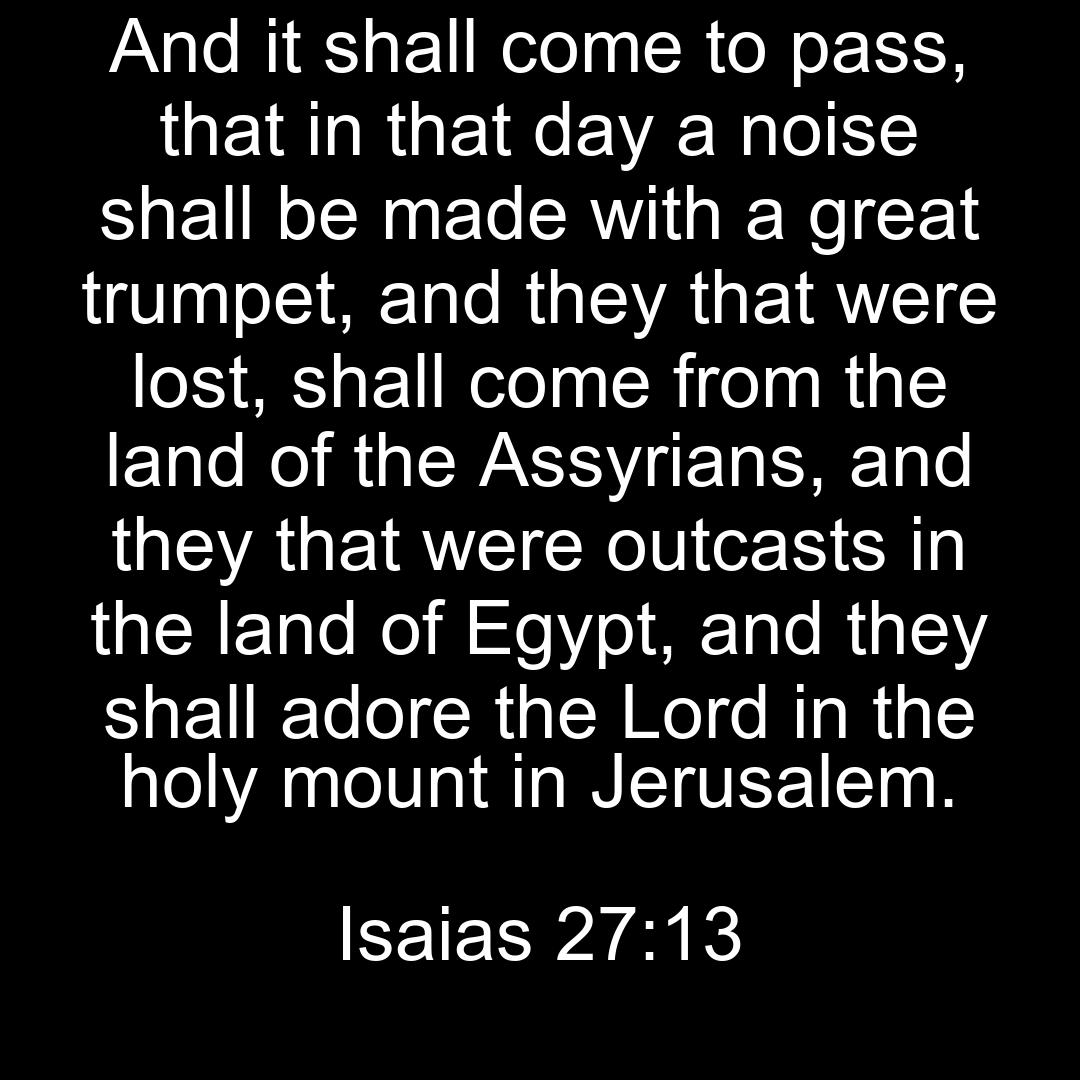 And it shall come to pass,
that in that day a noise
shall be made with a great
trumpet, and they that were
lost, shall come from the
land of the Assyrians, and
they that were outcasts in
the land of Egypt, and they
shall adore the Lord in the
holy mount in Jerusalem.
Isaias 27:13